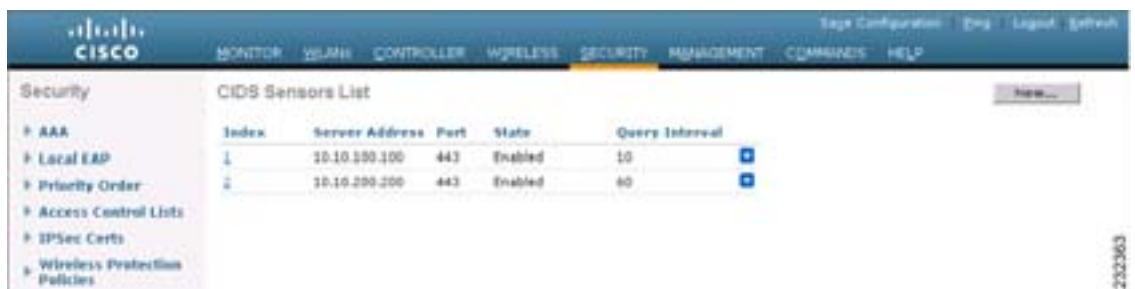 Save Configuration Ping Logout Refresh
CISCO
MONITOR WLANs CONTROLLER WIRELESS SECURITY MANAGEMENT COMMANDS HELP
Security
CIDS Sensors List
New...
Index Server Address Port State Query Interval
1 10.10.100.100 443 Enabled 10
2 10.10.200.200 443 Enabled 60
AAA
Local EAP
Priority Order
Access Control Lists
IPSec Certs
Wireless Protection
Policies
232363